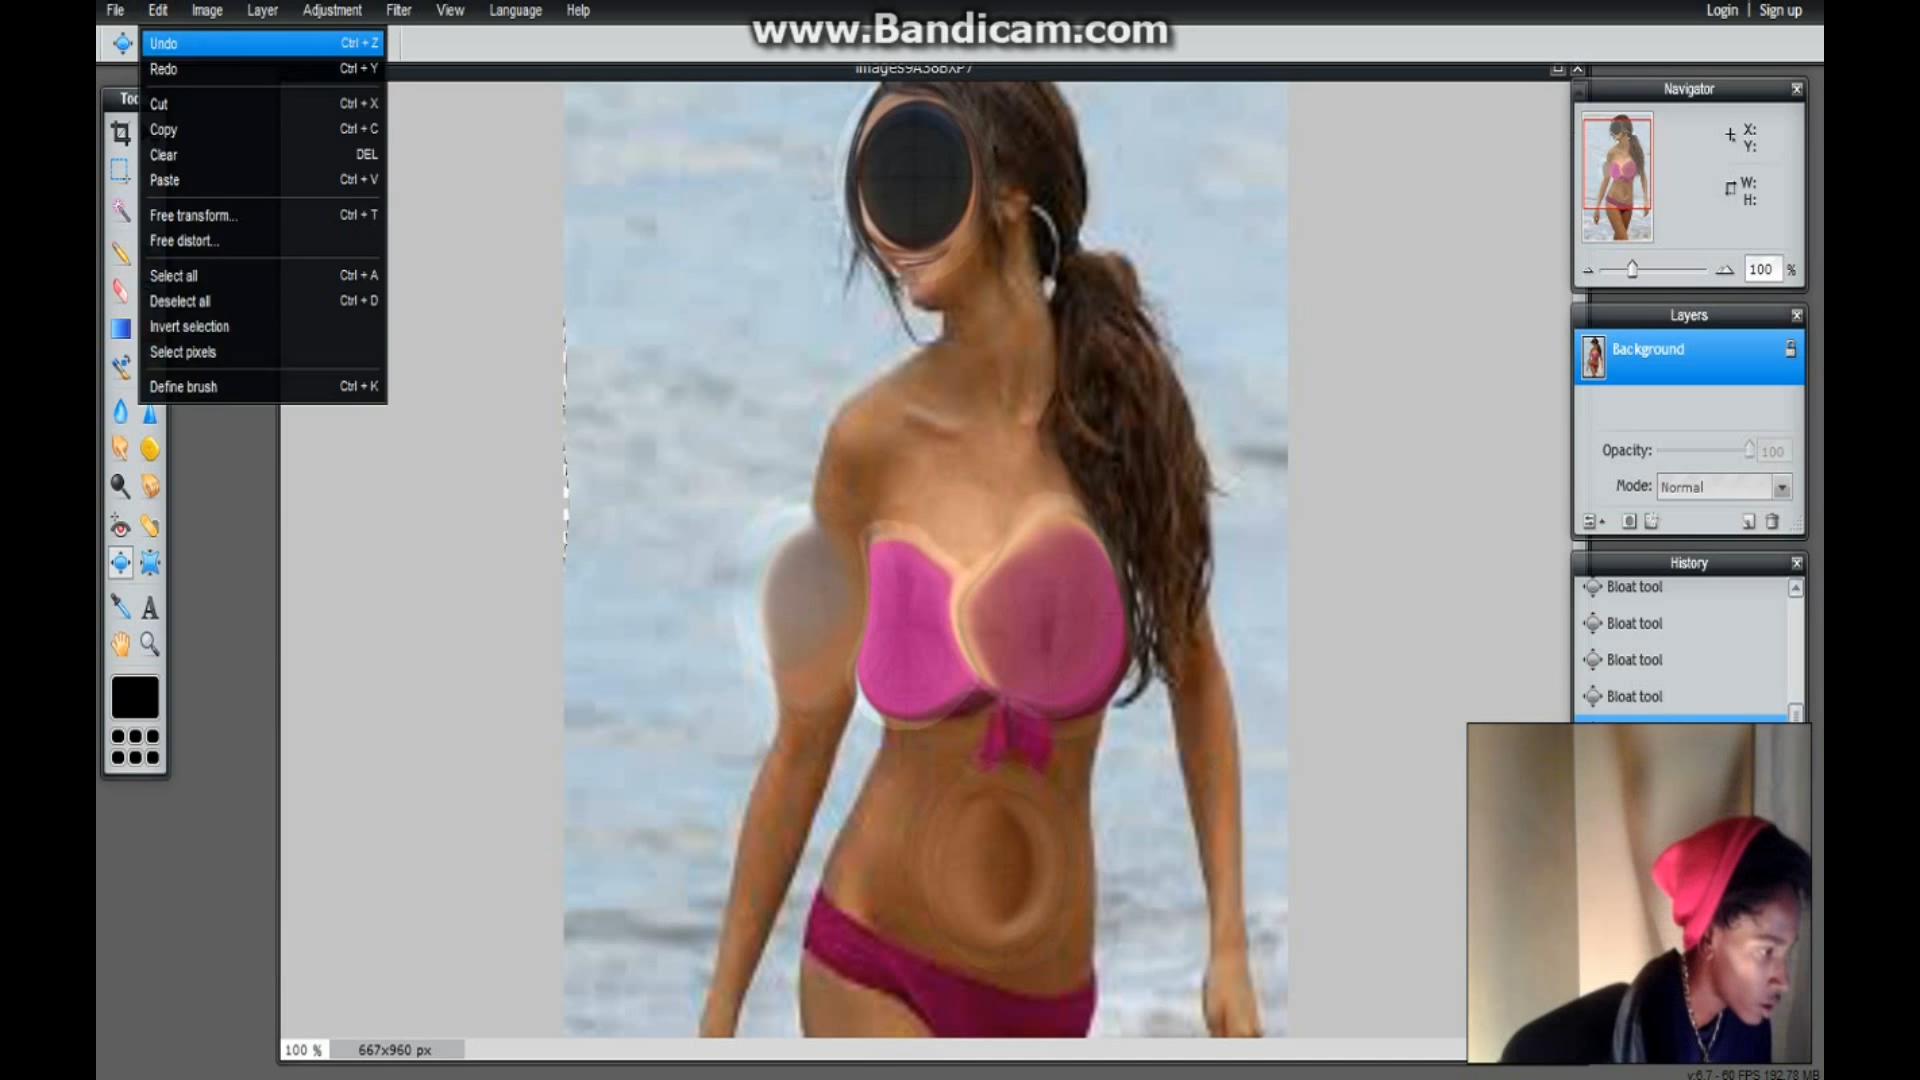 File Edit Image Layer Adjustment Filter View Language Help
www.Bandicam.com
Login | Sign up
Undo Ctrl + Z
Redo Ctrl + Y
Cut Ctrl + X
Copy Ctrl + C
Clear DEL
Paste Ctrl + V
Free transform... Ctrl + T
Free distort...
Select all Ctrl + A
Deselect all Ctrl + D
Invert selection
Select pixels
Define brush Ctrl + K
Navigator
X:
Y:
W:
H:
100 %
Layers
Background
Opacity: 100
Mode: Normal
History
Bloat tool
Bloat tool
Bloat tool
Bloat tool
100 % 667x960 px